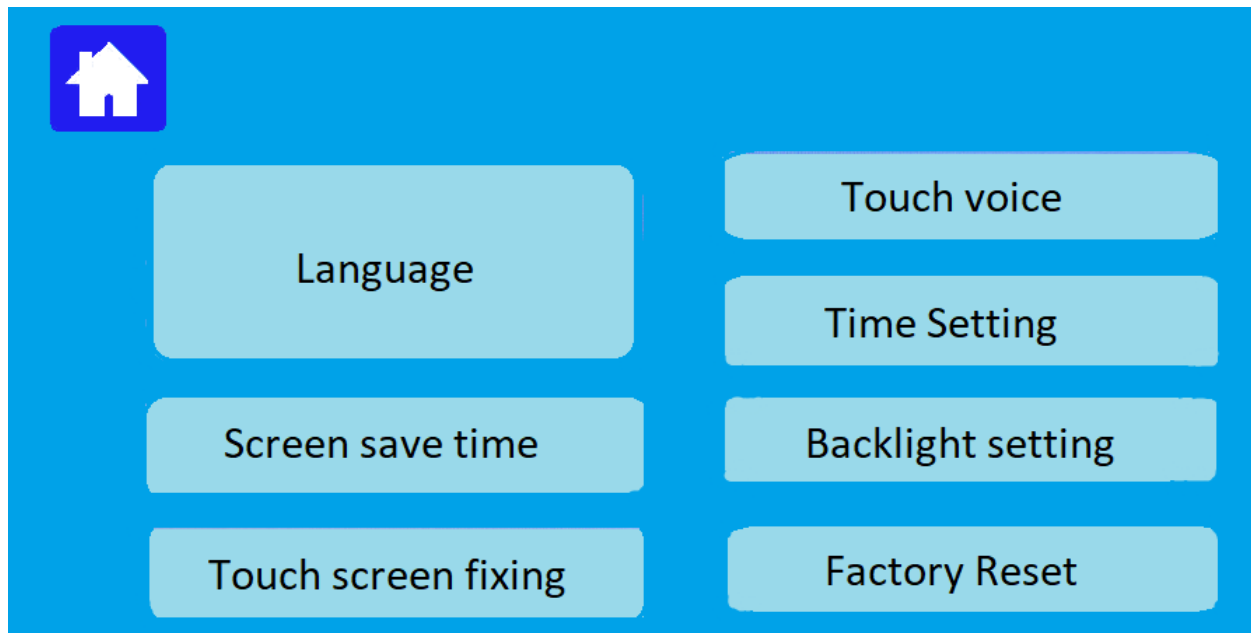 Language
Screen save time
Touch screen fixing
Touch voice
Time Setting
Backlight setting
Factory Reset